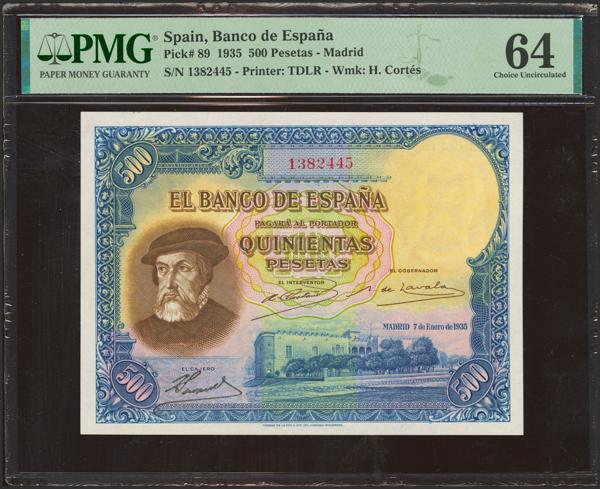 PMG
PAPER MONEY GUARANTY
Spain, Banco de España
Pick# 89 1935 500 Pesetas - Madrid
S/N 1382445 - Printer: TDLR - Wmk: H. Cortés
64
Choice Uncirculated
500
1382445
EL BANCO DE ESPAÑA
PAGARÁ AL PORTADOR
QUINIENTAS
PESETAS
EL INTERVENTOR
EL GOBERNADOR
de Zavala
MADRID 7 de Enero de 1935
EL CAJERO
500
500